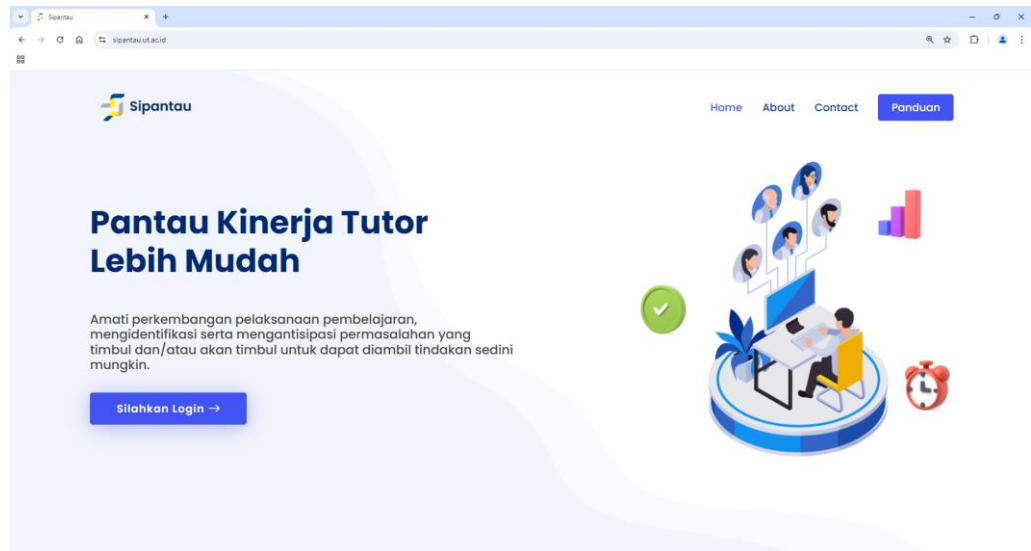 Sipantau
sipantau.ut.ac.id
Sipantau
Home About Contact Panduan
Pantau Kinerja Tutor
Lebih Mudah
Amati perkembangan pelaksanaan pembelajaran,
mengidentifikasi serta mengantisipasi permasalahan yang
timbul dan/atau akan timbul untuk dapat diambil tindakan sedini
mungkin.
Silahkan Login →